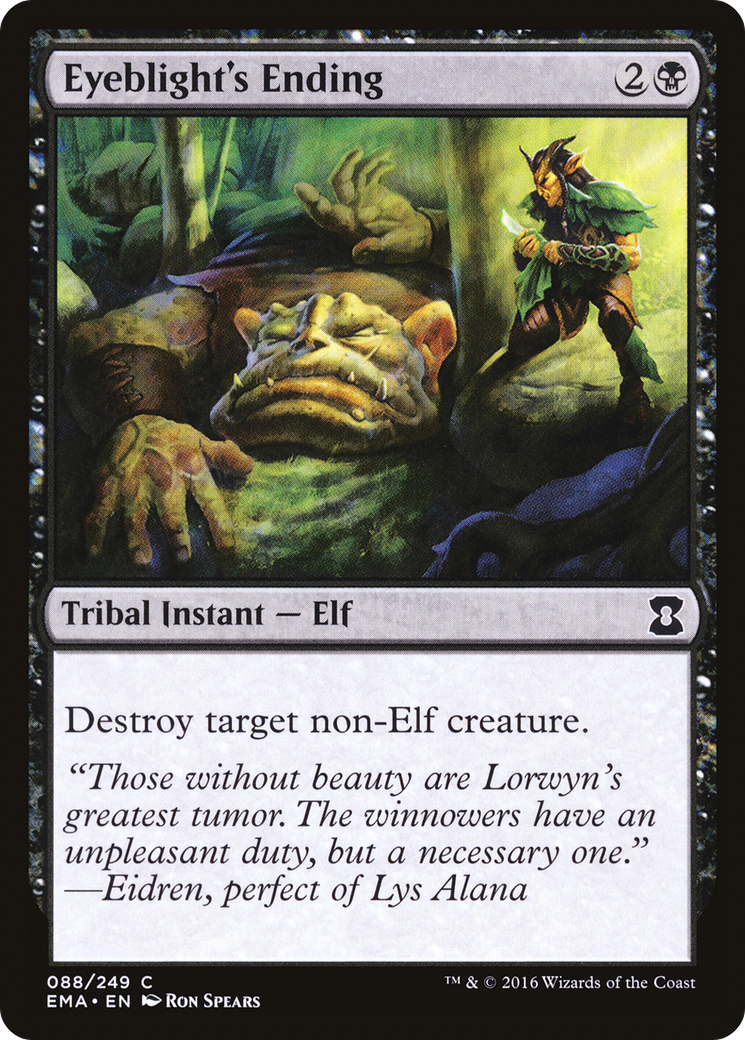 Eyeblight's Ending 2
Tribal Instant — Elf
Destroy target non-Elf creature.
“Those without beauty are Lorwyn’s
greatest tumor. The winnowers have an
unpleasant duty, but a necessary one.”
—Eidren, perfect of Lys Alana
088/249 C
™ & © 2016 Wizards of the Coast
EMA • EN Ron Spears